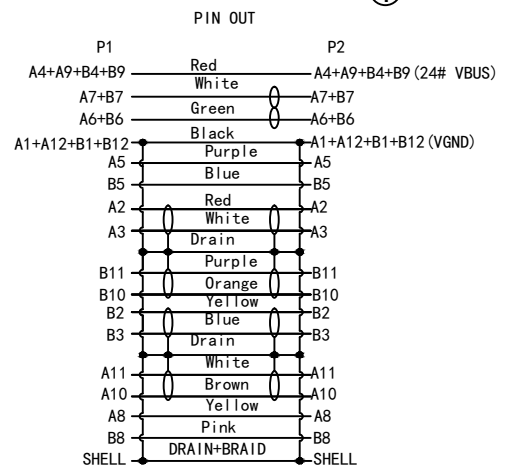 PIN OUT
P1 P2
A4+A9+B4+B9 Red A4+A9+B4+B9(24# VBUS)
White
A7+B7 A7+B7
Green
A6+B6 A6+B6
Black
A1+A12+B1+B12 A1+A12+B1+B12(VGND)
Purple
A5 A5
Blue
B5 B5
Red
A2 A2
White
A3 A3
Drain
Purple
B11 B11
Orange
B10 B10
Yellow
B2 B2
Blue
B3 B3
Drain
White
A11 A11
Brown
A10 A10
Yellow
A8 A8
Pink
B8 B8
DRAIN+BRAID
SHELL SHELL